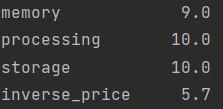 memory 9.0
processing 10.0
storage 10.0
inverse_price 5.7